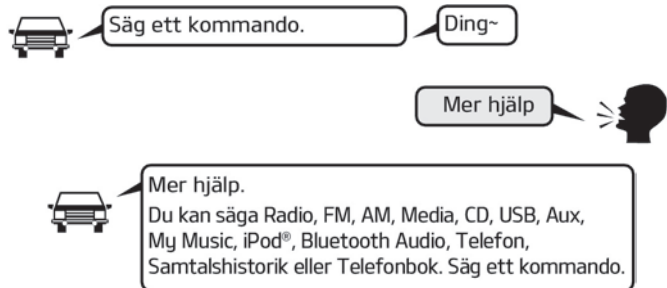 Säg ett kommando.
Ding~
Mer hjälp
Mer hjälp.
Du kan säga Radio, FM, AM, Media, CD, USB, Aux,
My Music, iPod®, Bluetooth Audio, Telefon,
Samtalshistorik eller Telefonbok. Säg ett kommando.